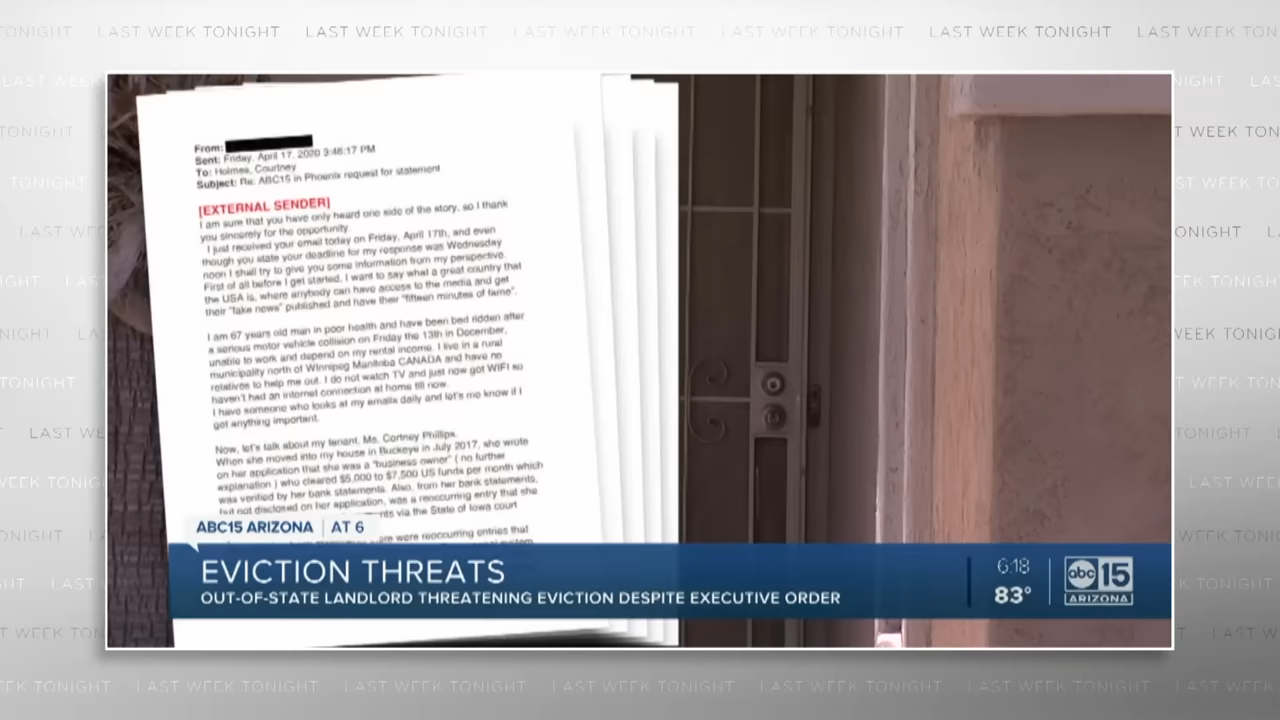 LAST WEEK TONIGHT
From:
Sent: Friday, April 17, 2020 3:46:17 PM
To: Holmes, Courtney
Subject: Re: ABC15 in Phoenix request for statement
[EXTERNAL SENDER]
I am sure that you have only heard one side of the story, so I thank
you sincerely for the opportunity.
I just received your email today on Friday, April 17th, and even
though you state your deadline for my response was Wednesday
noon I shall try to give you some information from my perspective.
First of all before I get started, I want to say what a great country that
the USA is, where anybody can have access to the media and get
their "fake news" published and have their "fifteen minutes of fame".
I am 67 years old man in poor health and have been bed ridden after
a serious motor vehicle collision on Friday the 13th in December,
unable to work and depend on my rental income. I live in a rural
municipality north of Winnipeg Manitoba CANADA and have no
relatives to help me out. I do not watch TV and just now got WIFI so
haven't had an internet connection at home till now.
I have someone who looks at my emails daily and let's me know if I
got anything important.
Now, let's talk about my tenant, Ms. Cortney Phillips.
When she moved into my house in Buckeye in July 2017, she wrote
on her application that she was a "business owner" ( no further
explanation ) who cleared $5,000 to $7,500 US funds per month which
was verified by her bank statements. Also, from her bank statements,
but not disclosed on her application, was a reoccurring entry that she
nts via the State of Iowa court
ere were reoccurring entries that
ABC15 ARIZONA | AT 6
EVICTION THREATS
OUT-OF-STATE LANDLORD THREATENING EVICTION DESPITE EXECUTIVE ORDER
6:18
83°
abc 15
ARIZONA